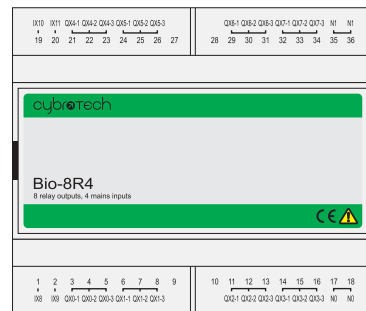 IX10 IX11 QX4-1 QX4-2 QX4-3 QX5-1 QX5-2 QX5-3 QX6-1 QX6-2 QX6-3 QX7-1 QX7-2 QX7-3 N1 N1
19 20 21 22 23 24 25 26 27 28 29 30 31 32 33 34 35 36
cybrotech
Bio-8R4
8 relay outputs, 4 mains inputs
CE
1 2 3 4 5 6 7 8 9 10 11 12 13 14 15 16 17 18
IX8 IX9 QX0-1 QX0-2 QX0-3 QX1-1 QX1-2 QX1-3 QX2-1 QX2-2 QX2-3 QX3-1 QX3-2 QX3-3 N0 N0